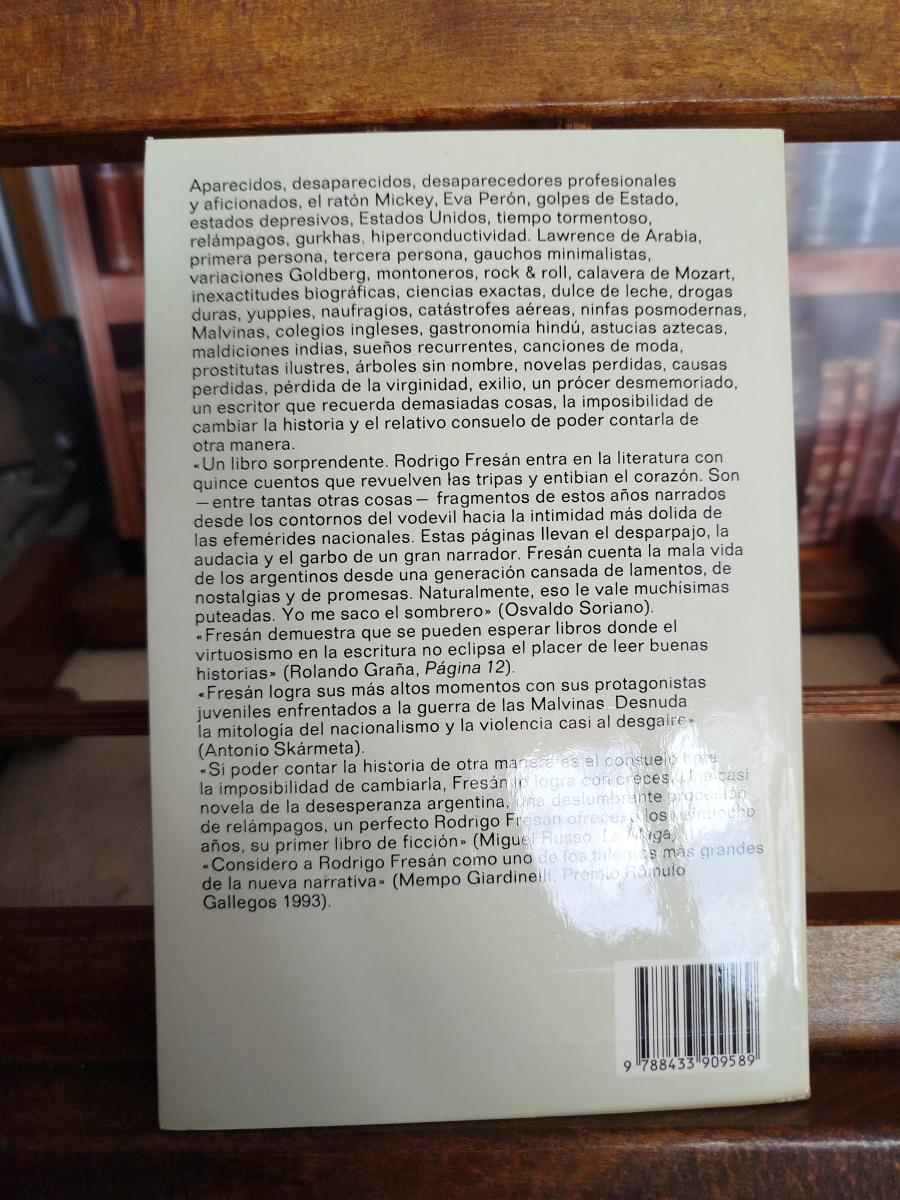 Aparecidos, desaparecidos, desaparecedores profesionales
y aficionados, el ratón Mickey, Eva Perón, golpes de Estado,
estados depresivos, Estados Unidos, tiempo tormentoso,
relámpagos, gurkhas, hiperconductividad. Lawrence de Arabia,
primera persona, tercera persona, gauchos minimalistas,
variaciones Goldberg, montoneros, rock & roll, calavera de Mozart,
inexactitudes biográficas, ciencias exactas, dulce de leche, drogas
duras, yuppies, naufragios, catástrofes aéreas, ninfas posmodernas,
Malvinas, colegios ingleses, gastronomía hindú, astucias aztecas,
maldiciones indias, sueños recurrentes, canciones de moda,
prostitutas ilustres, árboles sin nombre, novelas perdidas, causas
perdidas, pérdida de la virginidad, exilio, un prócer desmemoriado,
un escritor que recuerda demasiadas cosas, la imposibilidad de
cambiar la historia y el relativo consuelo de poder contarla de
otra manera.
«Un libro sorprendente. Rodrigo Fresán entra en la literatura con
quince cuentos que revuelven las tripas y entibian el corazón. Son
—entre tantas otras cosas— fragmentos de estos años narrados
desde los contornos del vodevil hacia la intimidad más dolida de
las efemérides nacionales. Estas páginas llevan el desparpajo, la
audacia y el garbo de un gran narrador. Fresán cuenta la mala vida
de los argentinos desde una generación cansada de lamentos, de
nostalgias y de promesas. Naturalmente, eso le vale muchísimas
puteadas. Yo me saco el sombrero» (Osvaldo Soriano).
«Fresán demuestra que se pueden esperar libros donde el
virtuosismo en la escritura no eclipsa el placer de leer buenas
historias» (Rolando Graña, Página 12).
«Fresán logra sus más altos momentos con sus protagonistas
juveniles enfrentados a la guerra de las Malvinas. Desnuda
la mitología del nacionalismo y la violencia casi al desgaire»
(Antonio Skármeta).
«Si poder contar la historia de otra manera es el consuelo ante
la imposibilidad de cambiarla, Fresán lo logra con creces. Una casi
novela de la desesperanza argentina, una deslumbrante procesión
de relámpagos, un perfecto Rodrigo Fresán ofrece, a los veintiocho
años, su primer libro de ficción» (Miguel Russo, La Maga).
«Considero a Rodrigo Fresán como uno de los talentos más grandes
de la nueva narrativa» (Mempo Giardinelli, Premio Rómulo
Gallegos 1993).
9 788433 909589